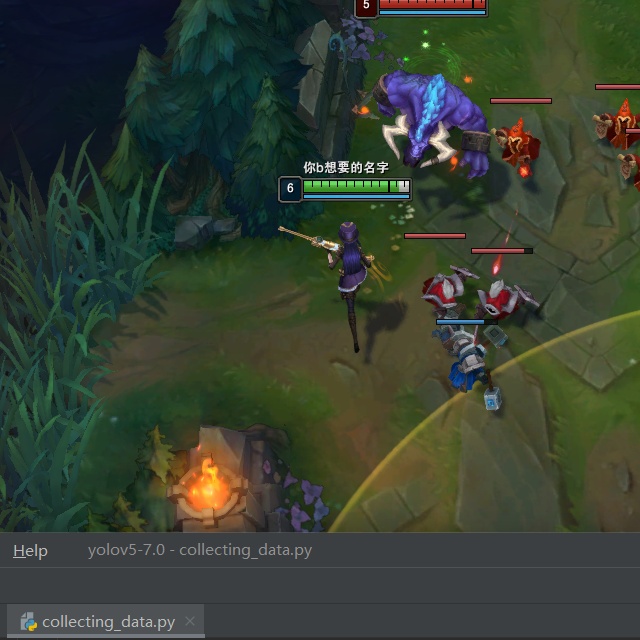 5
你b想要的名字
6
Help yolov5-7.0 - collecting_data.py
collecting_data.py ×